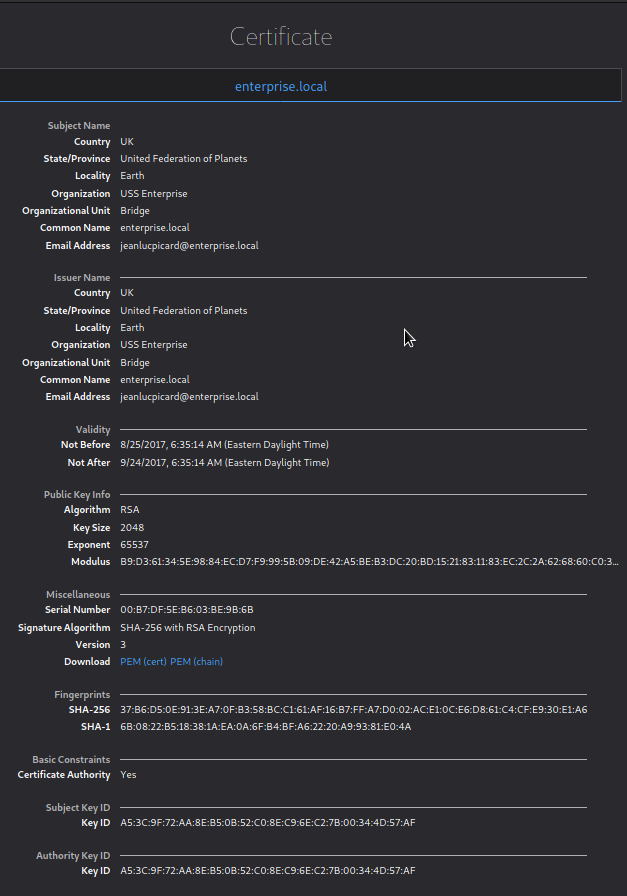 Certificate
enterprise.local
Subject Name
Country UK
State/Province United Federation of Planets
Locality Earth
Organization USS Enterprise
Organizational Unit Bridge
Common Name enterprise.local
Email Address jeanlucpicard@enterprise.local
Issuer Name
Country UK
State/Province United Federation of Planets
Locality Earth
Organization USS Enterprise
Organizational Unit Bridge
Common Name enterprise.local
Email Address jeanlucpicard@enterprise.local
Validity
Not Before 8/25/2017, 6:35:14 AM (Eastern Daylight Time)
Not After 9/24/2017, 6:35:14 AM (Eastern Daylight Time)
Public Key Info
Algorithm RSA
Key Size 2048
Exponent 65537
Modulus B9:D3:61:34:5E:98:84:EC:D7:F9:99:5B:09:DE:42:A5:BE:B3:DC:20:BD:15:21:83:11:83:EC:2C:2A:62:68:60:C0:3...
Miscellaneous
Serial Number 00:B7:DF:5E:B6:03:BE:9B:6B
Signature Algorithm SHA-256 with RSA Encryption
Version 3
Download PEM (cert) PEM (chain)
Fingerprints
SHA-256 37:B6:D5:0E:91:3E:A7:0F:B3:58:BC:C1:61:AF:16:B7:FF:A7:D0:02:AC:E1:0C:E6:D8:61:C4:CF:E9:30:E1:A6
SHA-1 6B:08:22:B5:18:38:1A:EA:0A:6F:B4:BF:A6:22:20:A9:93:81:E0:4A
Basic Constraints
Certificate Authority Yes
Subject Key ID
Key ID A5:3C:9F:72:AA:8E:B5:0B:52:C0:8E:C9:6E:C2:7B:00:34:4D:57:AF
Authority Key ID
Key ID A5:3C:9F:72:AA:8E:B5:0B:52:C0:8E:C9:6E:C2:7B:00:34:4D:57:AF